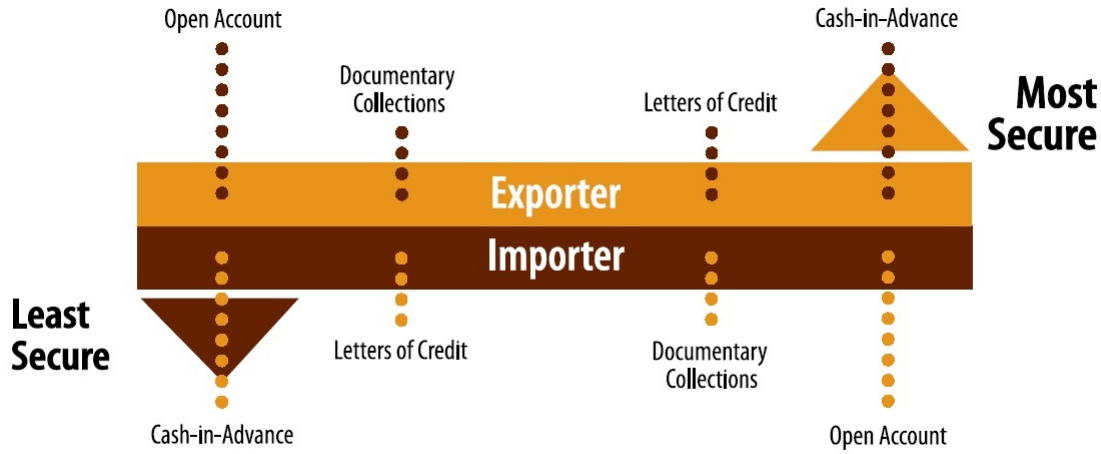 Open Account
Cash-in-Advance
Documentary
Collections
Letters of Credit
Most
Secure
Exporter
Importer
Least
Secure
Letters of Credit
Documentary
Collections
Cash-in-Advance
Open Account